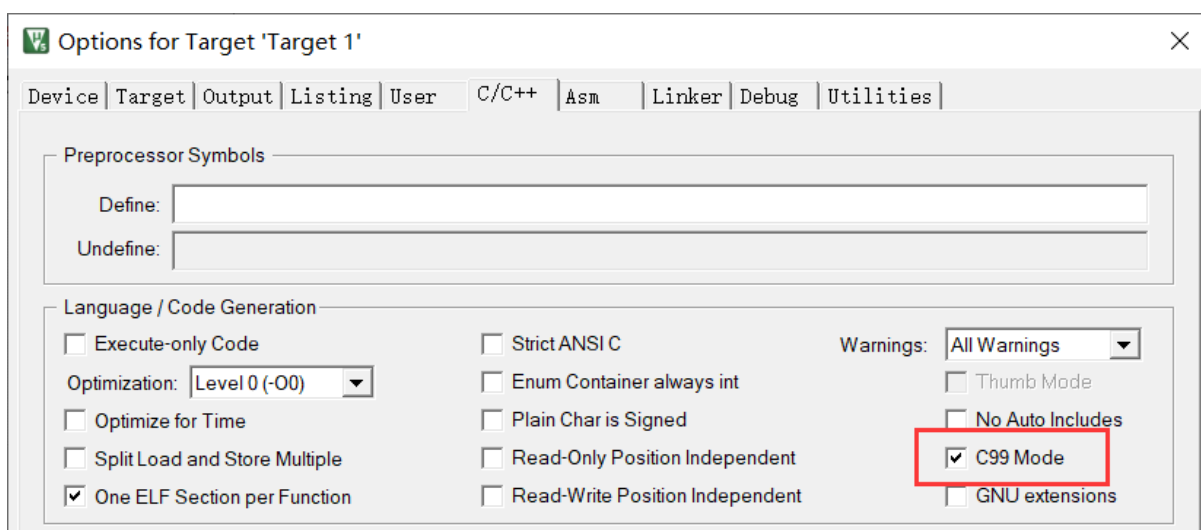 Options for Target 'Target 1'
Device Target Output Listing User C/C++ Asm Linker Debug Utilities
Preprocessor Symbols
Define:
Undefine:
Language / Code Generation
Execute-only Code Strict ANSI C Warnings: All Warnings
Optimization: Level 0 (-O0) Enum Container always int Thumb Mode
Optimize for Time Plain Char is Signed No Auto Includes
Split Load and Store Multiple Read-Only Position Independent C99 Mode
One ELF Section per Function Read-Write Position Independent GNU extensions